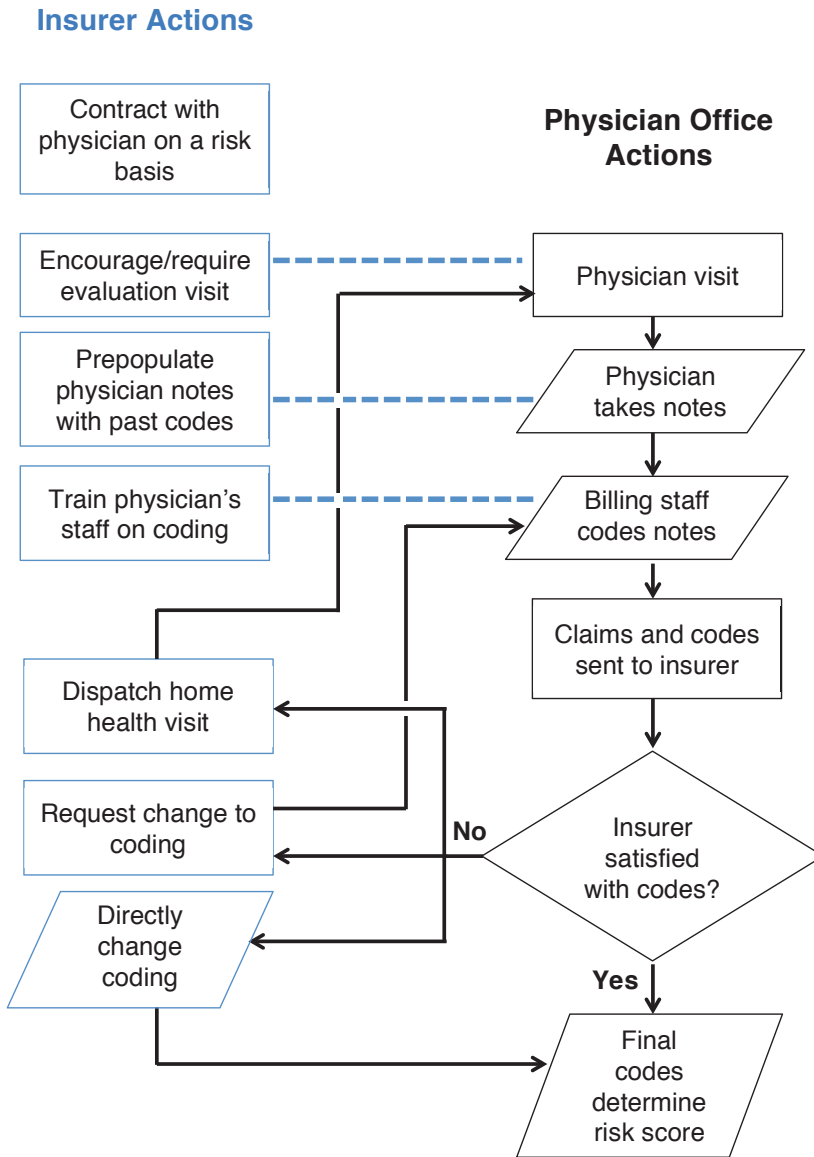 Insurer Actions
Contract with
physician on a risk
basis
Physician Office
Actions
Encourage/require
evaluation visit
Physician visit
Prepopulate
physician notes
with past codes
Physician
takes notes
Train physician's
staff on coding
Billing staff
codes notes
Claims and codes
sent to insurer
Dispatch home
health visit
Request change to
coding
No
Insurer
satisfied
with codes?
Directly
change
coding
Yes
Final
codes
determine
risk score